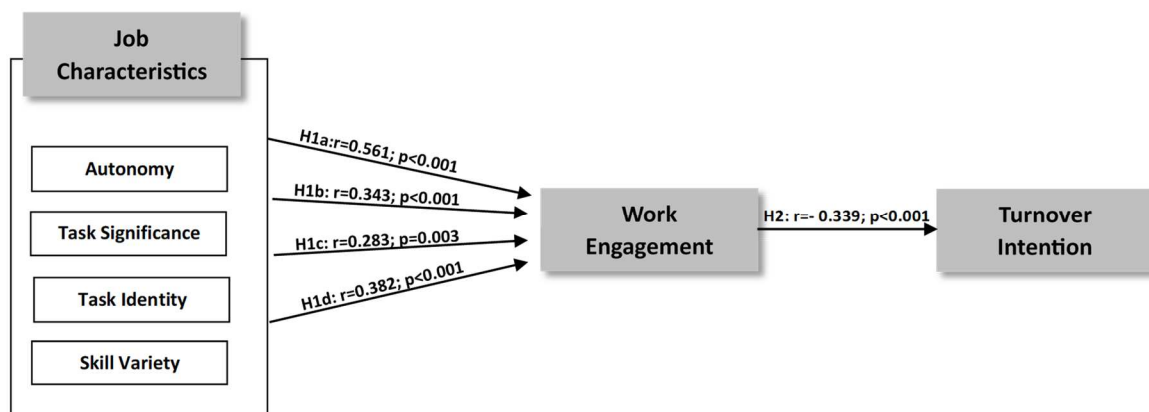 Job
Characteristics
Autonomy
Task Significance
Task Identity
Skill Variety
H1a:r=0.561; p<0.001
H1b: r=0.343; p<0.001
H1c: r=0.283; p=0.003
H1d: r=0.382; p<0.001
Work
Engagement
H2: r=- 0.339; p<0.001
Turnover
Intention